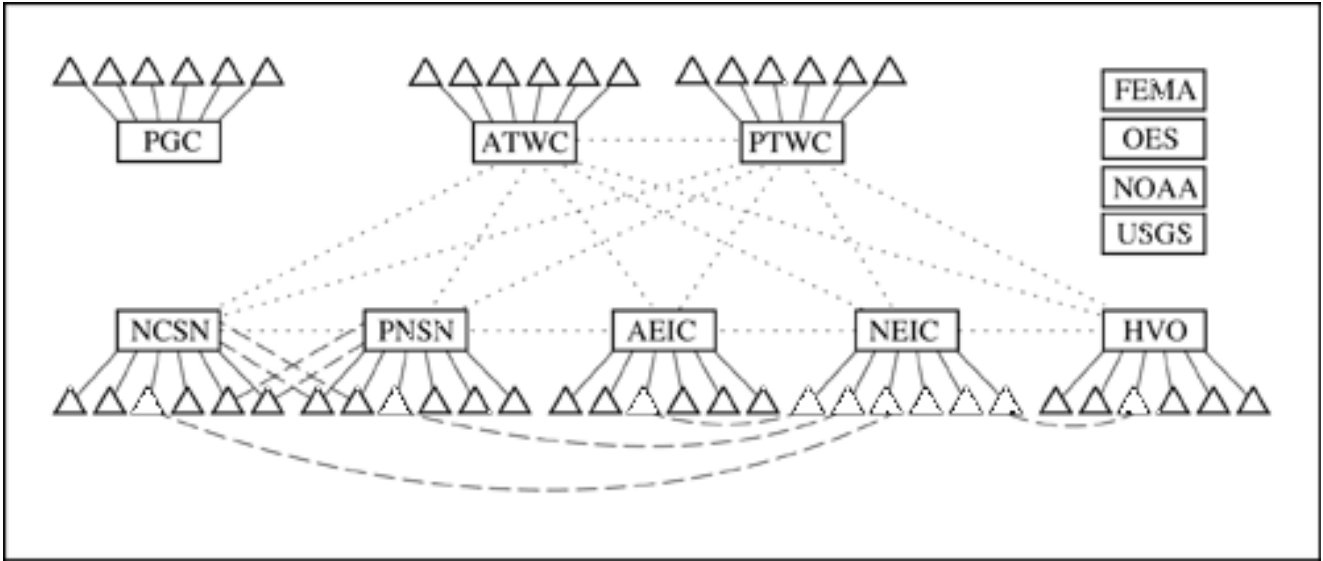 PGC
ATWC
PTWC
FEMA
OES
NOAA
USGS
NCSN
PNSN
AEIC
NEIC
HVO